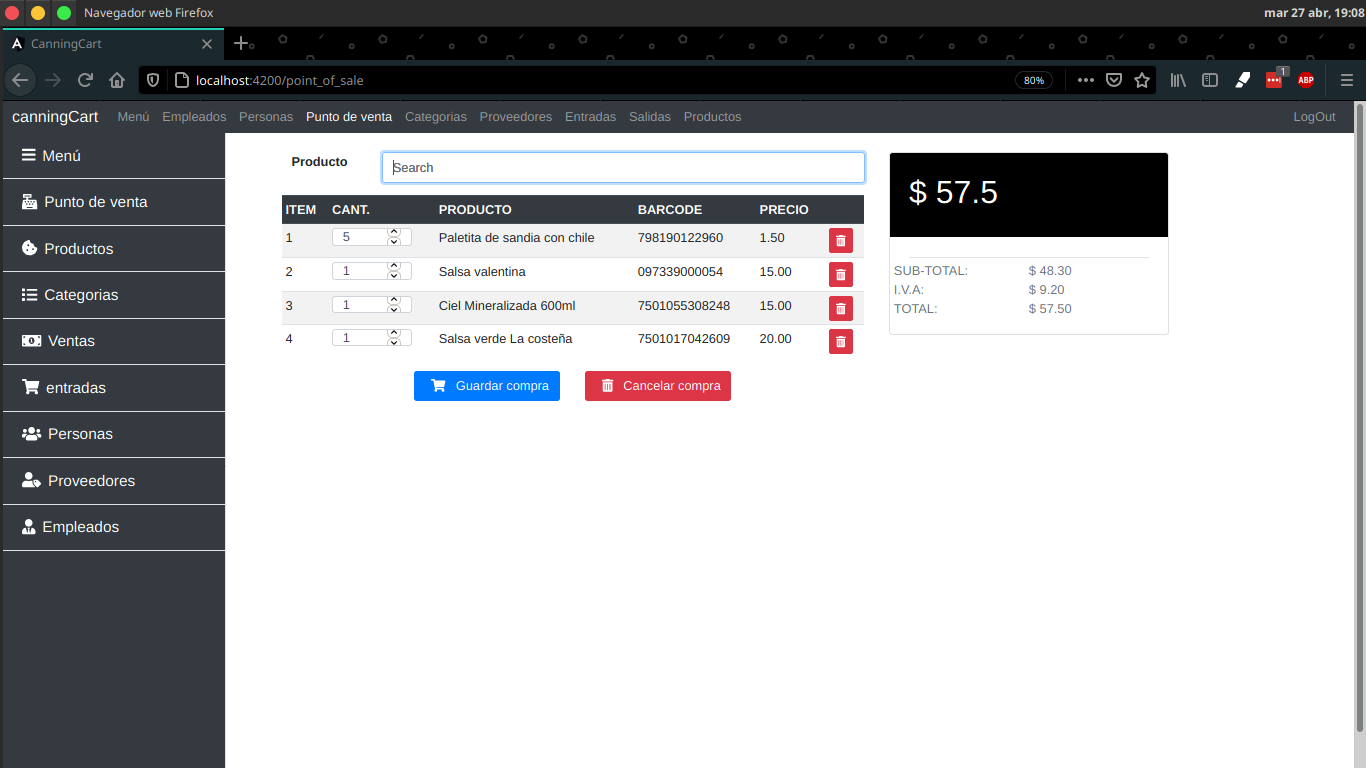 Navegador web Firefox
mar 27 abr, 19:08
CanningCart
localhost:4200/point_of_sale
80%
1
ABP
canningCart Menú Empleados Personas Punto de venta Categorias Proveedores Entradas Salidas Productos LogOut
Menú
Punto de venta
Productos
Categorias
Ventas
entradas
Personas
Proveedores
Empleados
Producto Search
ITEM CANT. PRODUCTO BARCODE PRECIO
1 5 Paletita de sandia con chile 798190122960 1.50
2 1 Salsa valentina 097339000054 15.00
3 1 Ciel Mineralizada 600ml 7501055308248 15.00
4 1 Salsa verde La costeña 7501017042609 20.00
Guardar compra Cancelar compra
$ 57.5
SUB-TOTAL: $ 48.30
I.V.A: $ 9.20
TOTAL: $ 57.50